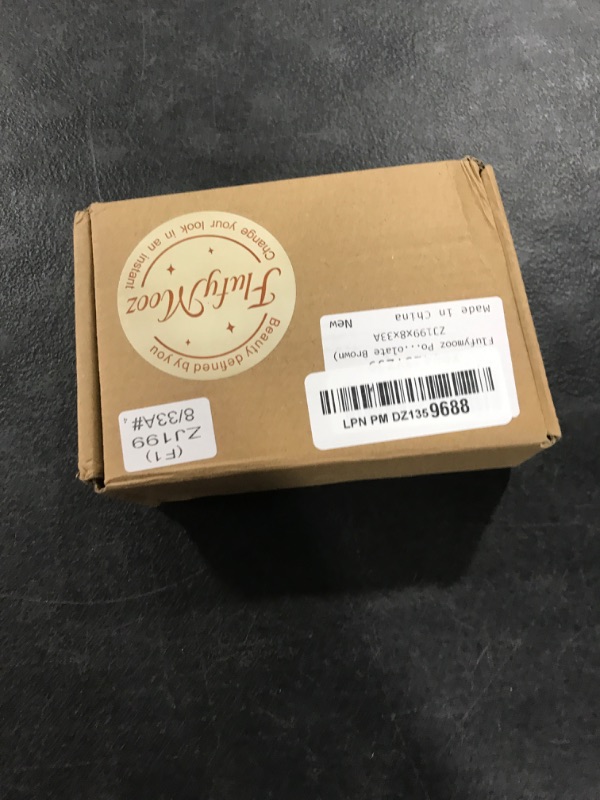 Beauty defined by you
FlufyMooz
Change your look in an instant
(F1)
ZJ199
8/33A#
Flufymooz Po...olate Brown)
ZJ199x8x33A
New
Made in China
LPN PM DZ1359688